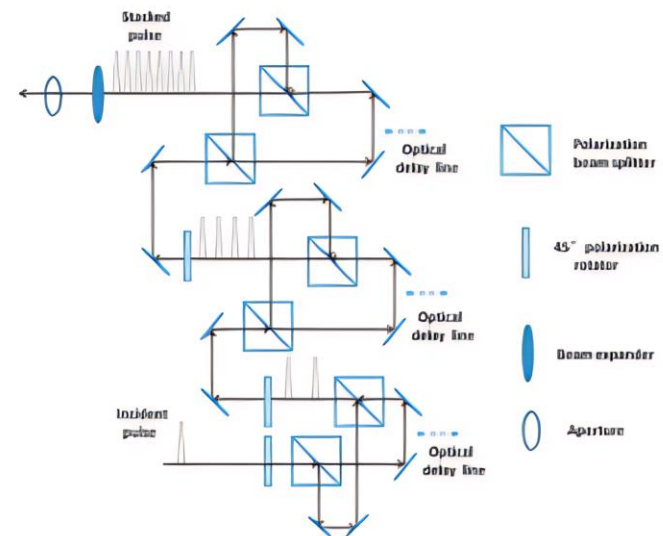 Stacked
pulse
Optical
delay line
Polarization
beam splitter
45° polarization
rotator
Optical
delay line
Beam expander
Incident
pulse
Optical
delay line
Aperture